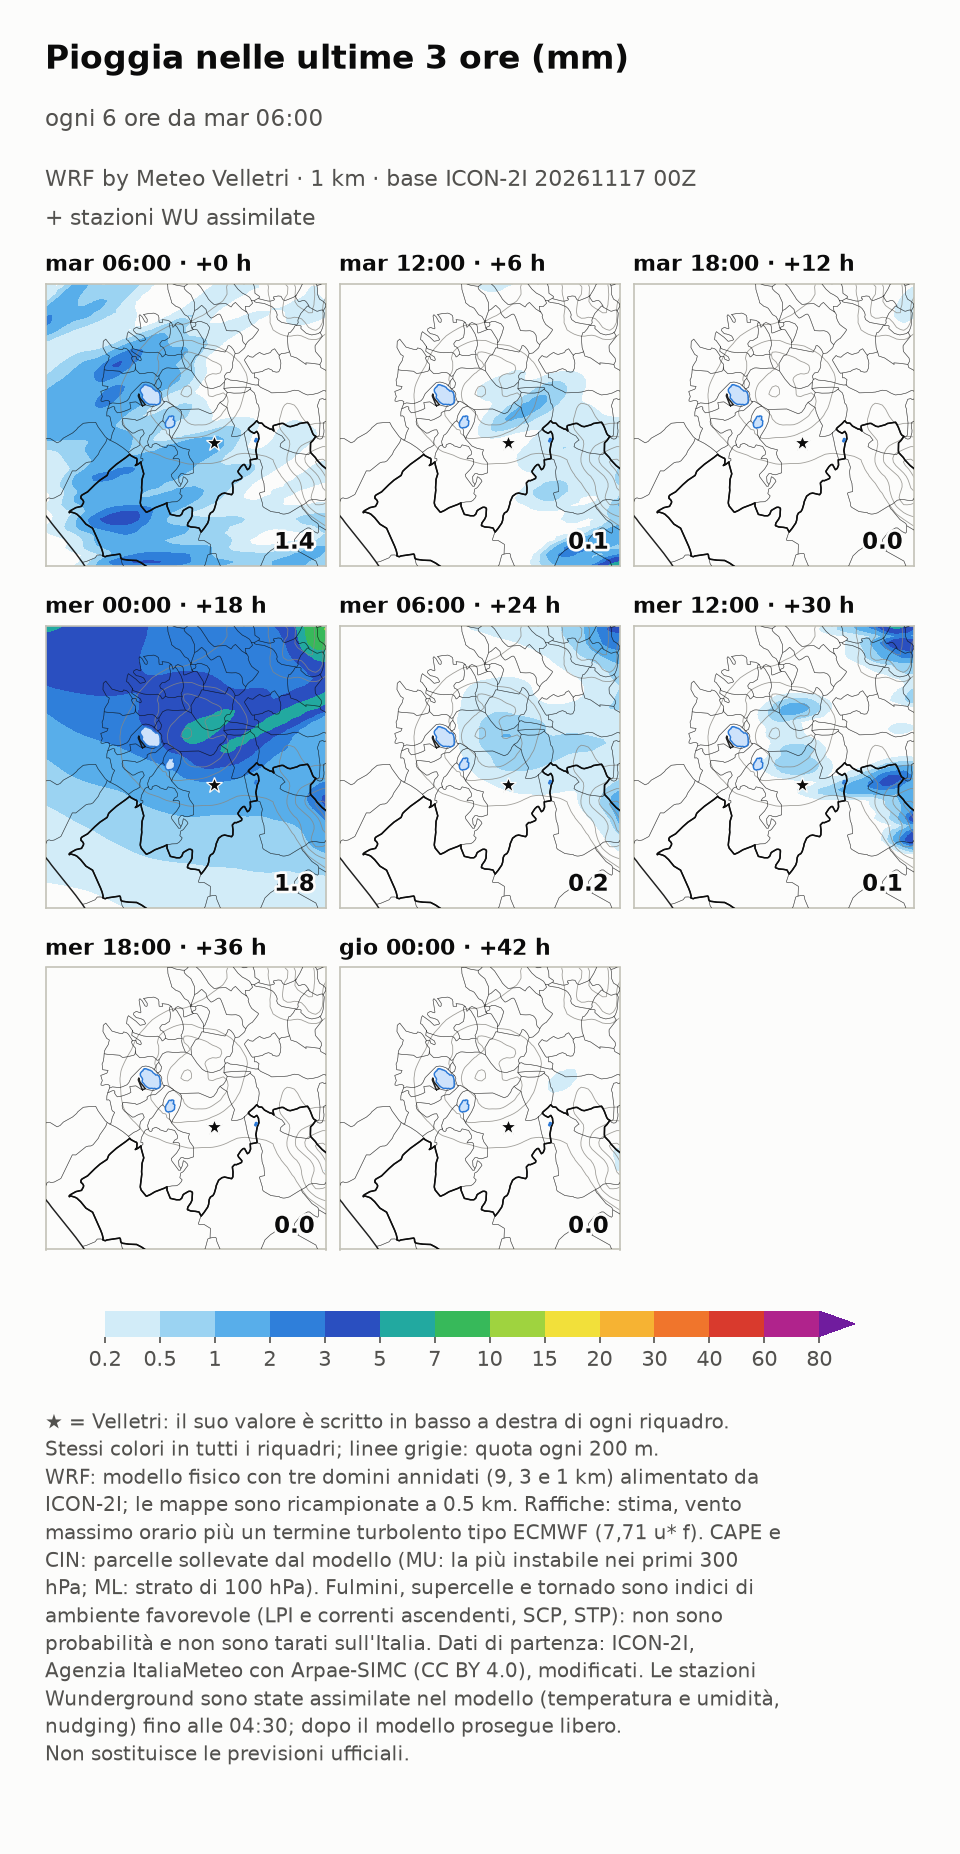 Pioggia nelle ultime 3 ore (mm)
ogni 6 ore da mar 06:00
WRF by Meteo Velletri · 1 km · base ICON-2I 20261117 00Z
+ stazioni WU assimilate
mar 06:00 · +0 h
mar 12:00 · +6 h
mar 18:00 · +12 h
1.4
0.1
0.0
mer 00:00 · +18 h
mer 06:00 · +24 h
mer 12:00 · +30 h
1.8
0.2
0.1
mer 18:00 · +36 h
gio 00:00 · +42 h
0.0
0.0
0.2 0.5 1 2 3 5 7 10 15 20 30 40 60 80
★ = Velletri: il suo valore è scritto in basso a destra di ogni riquadro.
Stessi colori in tutti i riquadri; linee grigie: quota ogni 200 m.
WRF: modello fisico con tre domini annidati (9, 3 e 1 km) alimentato da
ICON-2I; le mappe sono ricampionate a 0.5 km. Raffiche: stima, vento
massimo orario più un termine turbolento tipo ECMWF (7,71 u* f). CAPE e
CIN: parcelle sollevate dal modello (MU: la più instabile nei primi 300
hPa; ML: strato di 100 hPa). Fulmini, supercelle e tornado sono indici di
ambiente favorevole (LPI e correnti ascendenti, SCP, STP): non sono
probabilità e non sono tarati sull'Italia. Dati di partenza: ICON-2I,
Agenzia ItaliaMeteo con Arpae-SIMC (CC BY 4.0), modificati. Le stazioni
Wunderground sono state assimilate nel modello (temperatura e umidità,
nudging) fino alle 04:30; dopo il modello prosegue libero.
Non sostituisce le previsioni ufficiali.